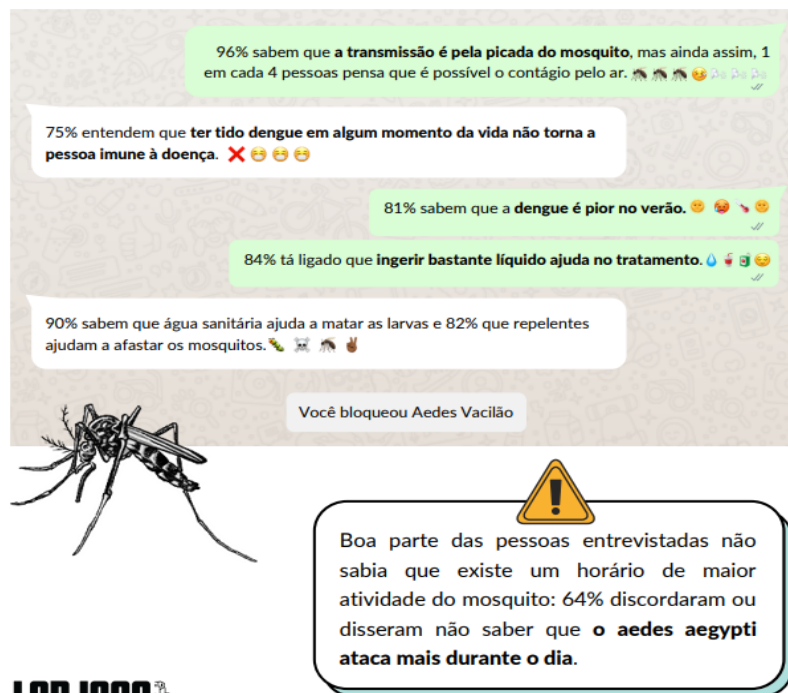 96% sabem que a transmissão é pela picada do mosquito, mas ainda assim, 1
em cada 4 pessoas pensa que é possível o contágio pelo ar.
75% entendem que ter tido dengue em algum momento da vida não torna a
pessoa imune à doença.
81% sabem que a dengue é pior no verão.
84% tá ligado que ingerir bastante líquido ajuda no tratamento.
90% sabem que água sanitária ajuda a matar as larvas e 82% que repelentes
ajudam a afastar os mosquitos.
Você bloqueou Aedes Vacilão
Boa parte das pessoas entrevistadas não
sabia que existe um horário de maior
atividade do mosquito: 64% discordaram ou
disseram não saber que o aedes aegypti
ataca mais durante o dia.